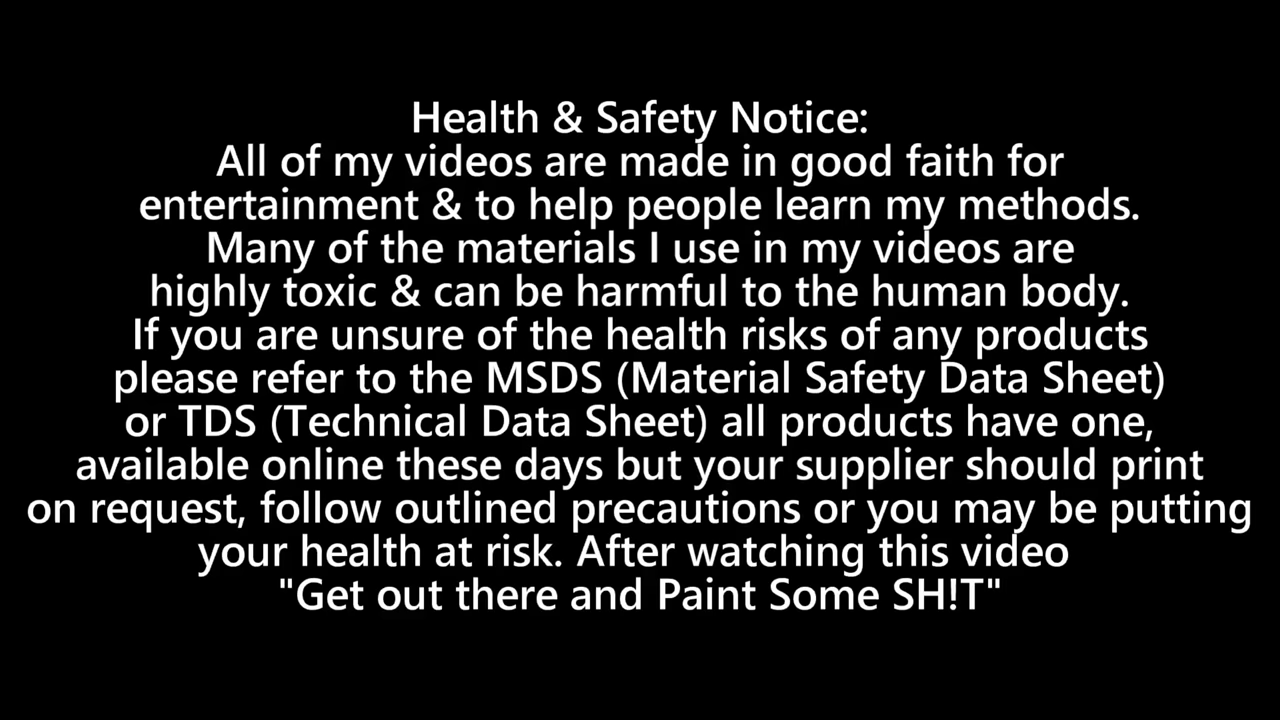 Health & Safety Notice:
All of my videos are made in good faith for
entertainment & to help people learn my methods.
Many of the materials I use in my videos are
highly toxic & can be harmful to the human body.
If you are unsure of the health risks of any products
please refer to the MSDS (Material Safety Data Sheet)
or TDS (Technical Data Sheet) all products have one,
available online these days but your supplier should print
on request, follow outlined precautions or you may be putting
your health at risk. After watching this video
"Get out there and Paint Some SH!T"